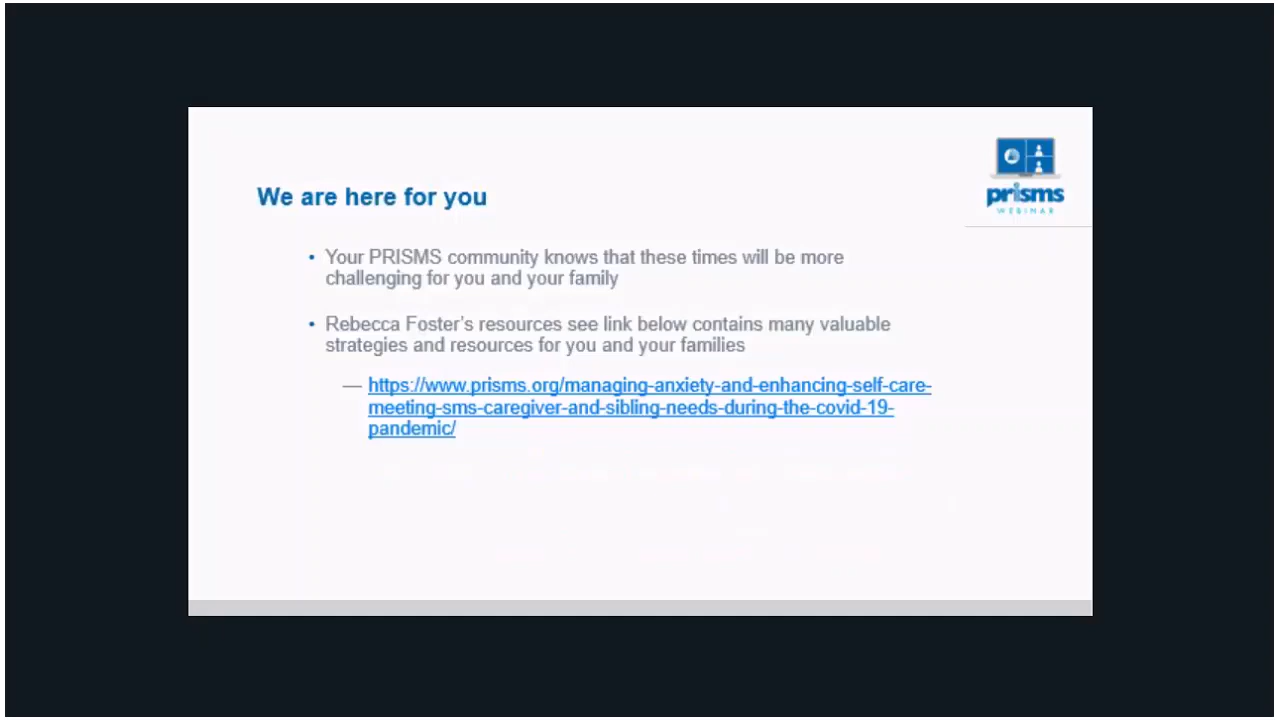 prisms
WEBINAR
We are here for you
• Your PRISMS community knows that these times will be more
challenging for you and your family
• Rebecca Foster's resources see link below contains many valuable
strategies and resources for you and your families
— https://www.prisms.org/managing-anxiety-and-enhancing-self-care-
meeting-sms-caregiver-and-sibling-needs-during-the-covid-19-
pandemic/